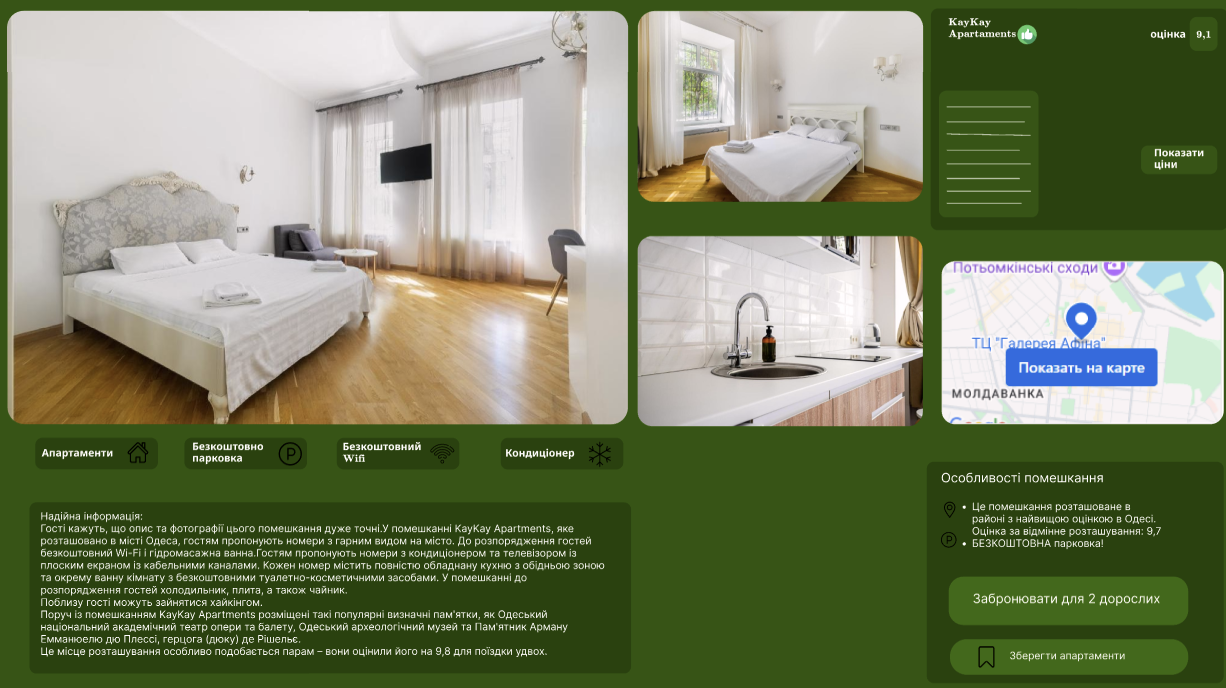 KayKay
Apartaments
оцінка 9,1
Показати
ціни
Потьомкінські сходи
ТЦ "Галерея Афіна"
Показать на карте
МОЛДАВАНКА
Google
Апартаменти
Безкоштовно
парковка
P
Безкоштовний
Wifi
Кондиціонер
Надійна інформація:
Гості кажуть, що опис та фотографії цього помешкання дуже точні.У помешканні KayKay Apartments, яке
розташовано в місті Одеса, гостям пропонують номери з гарним видом на місто. До розпорядження гостей
безкоштовний Wi-Fi і гідромасажна ванна.Гостям пропонують номери з кондиціонером та телевізором із
плоским екраном із кабельними каналами. Кожен номер містить повністю обладнану кухню з обідньою зоною
та окрему ванну кімнату з безкоштовними туалетно-косметичними засобами. У помешканні до
розпорядження гостей холодильник, плита, а також чайник.
Поблизу гості можуть зайнятися хайкінгом.
Поруч із помешканням KayKay Apartments розміщені такі популярні визначні пам'ятки, як Одеський
національний академічний театр опери та балету, Одеський археологічний музей та Пам'ятник Арману
Емманюелю дю Плессі, герцога (дюку) де Рішельє.
Це місце розташування особливо подобається парам – вони оцінили його на 9,8 для поїздки удвох.
Особливості помешкання
• Це помешкання розташоване в
районі з найвищою оцінкою в Одесі.
Оцінка за відмінне розташування: 9,7
P • БЕЗКОШТОВНА парковка!
Забронювати для 2 дорослих
Зберегти апартаменти